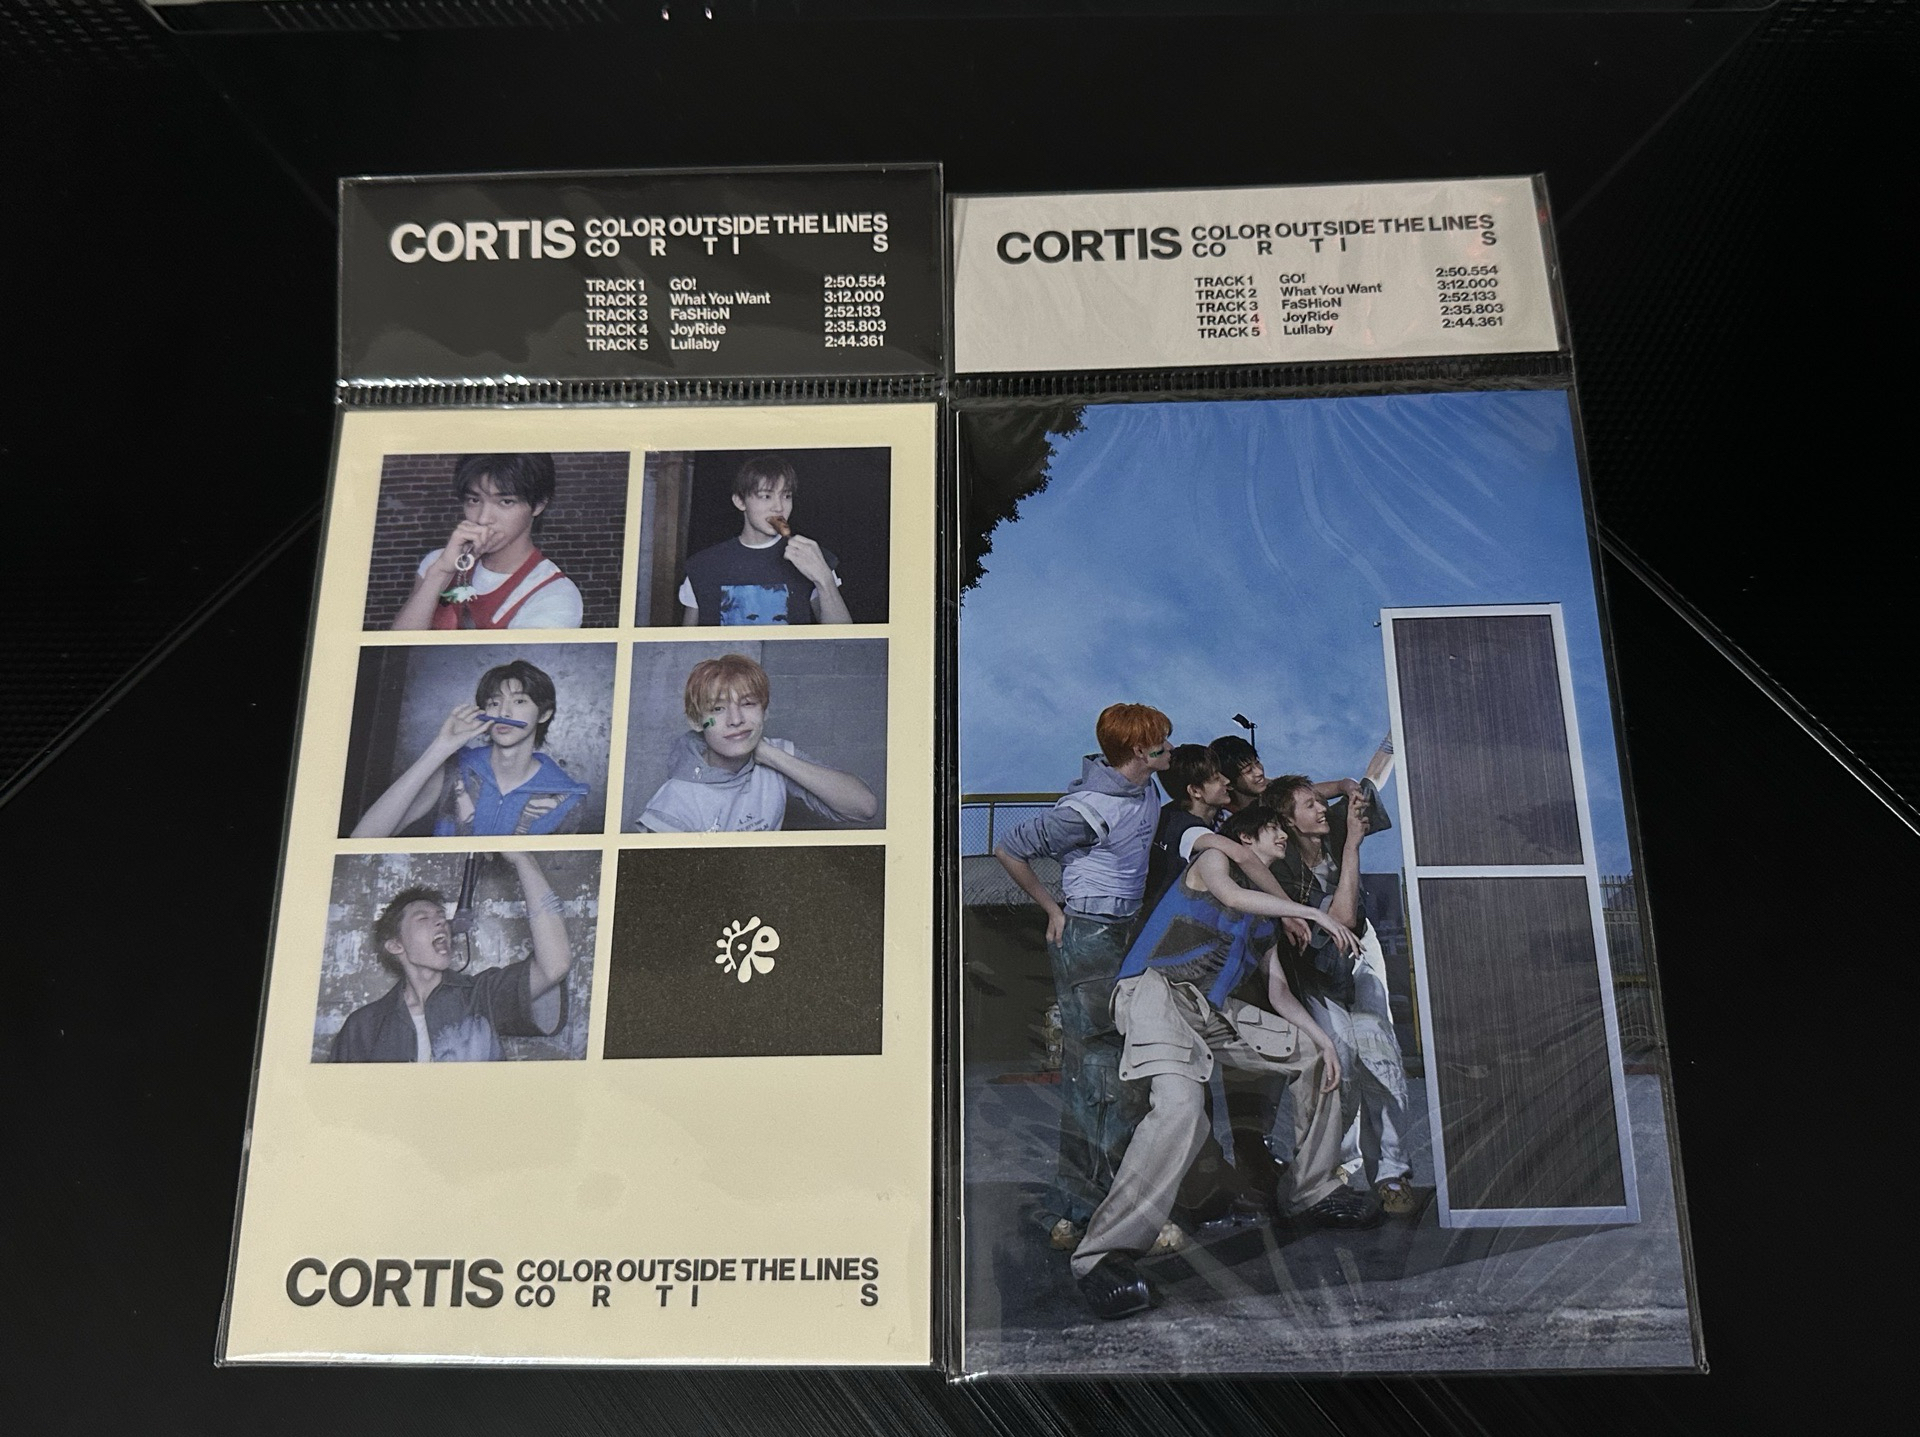 CORTIS COLOR OUTSIDE THE LINES
CO R T I S
TRACK 1 GO! 2:50.554
TRACK 2 What You Want 3:12.000
TRACK 3 FaSHioN 2:52.133
TRACK 4 JoyRide 2:35.803
TRACK 5 Lullaby 2:44.361
CORTIS COLOR OUTSIDE THE LINES
CO R T I S
CORTIS COLOR OUTSIDE THE LINES
CO R T I S
TRACK 1 GO! 2:50.554
TRACK 2 What You Want 3:12.000
TRACK 3 FaSHioN 2:52.133
TRACK 4 JoyRide 2:35.803
TRACK 5 Lullaby 2:44.361